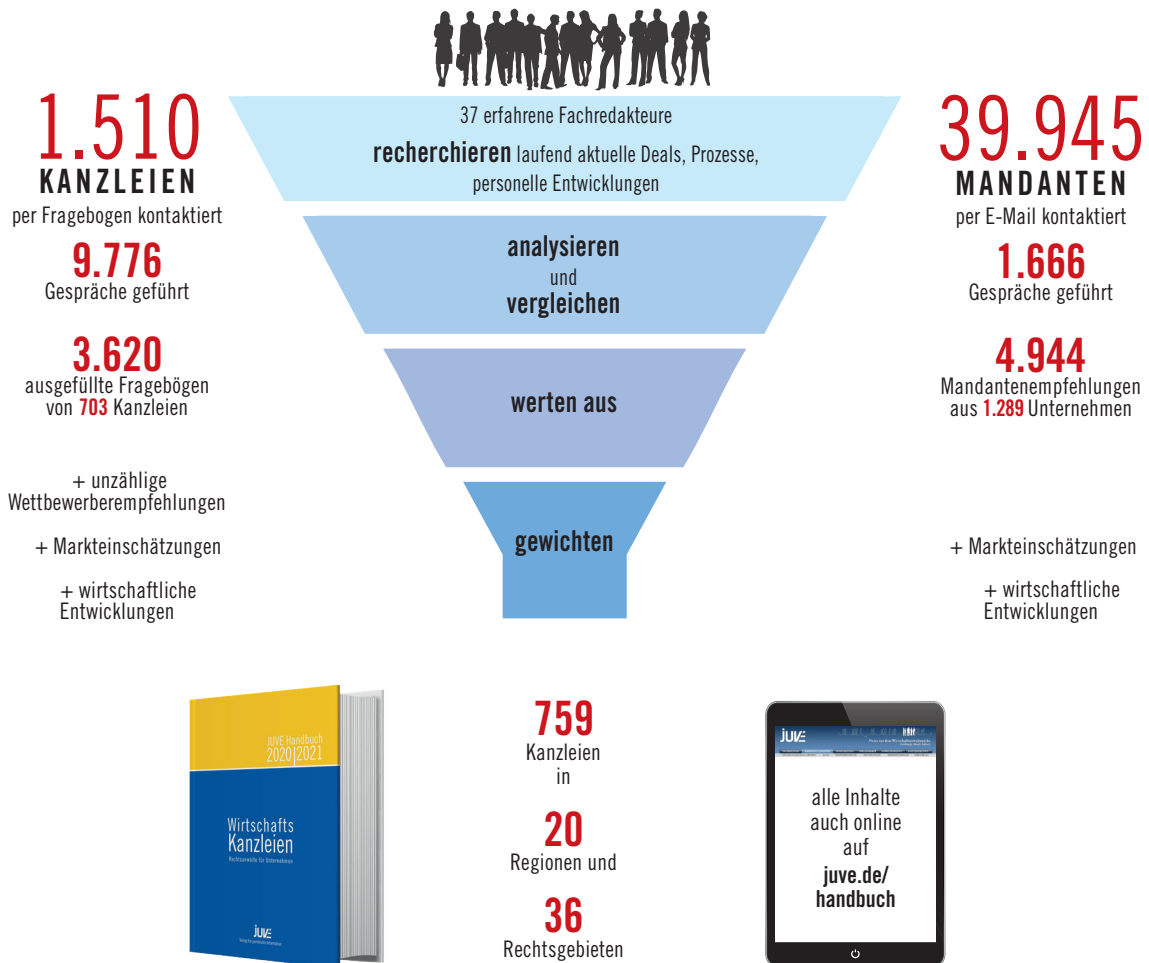 1.510
KANZLEIEN
per Fragebogen kontaktiert
9.776
Gespräche geführt
3.620
ausgefüllte Fragebögen
von 703 Kanzleien
+ unzählige
Wettbewerberempfehlungen
+ Markteinschätzungen
+ wirtschaftliche
Entwicklungen
37 erfahrene Fachredakteure
recherchieren laufend aktuelle Deals, Prozesse,
personelle Entwicklungen
analysieren
und
vergleichen
werten aus
gewichten
39.945
MANDANTEN
per E-Mail kontaktiert
1.666
Gespräche geführt
4.944
Mandantenempfehlungen
aus 1.289 Unternehmen
+ Markteinschätzungen
+ wirtschaftliche
Entwicklungen
JUVE Handbuch
2020|2021
Wirtschafts
Kanzleien
Rechtsanwälte für Unternehmen
JUVE
Verlag für juristische Information
759
Kanzleien
in
20
Regionen und
36
Rechtsgebieten
JUVE
alle Inhalte
auch online
auf
juve.de/
handbuch